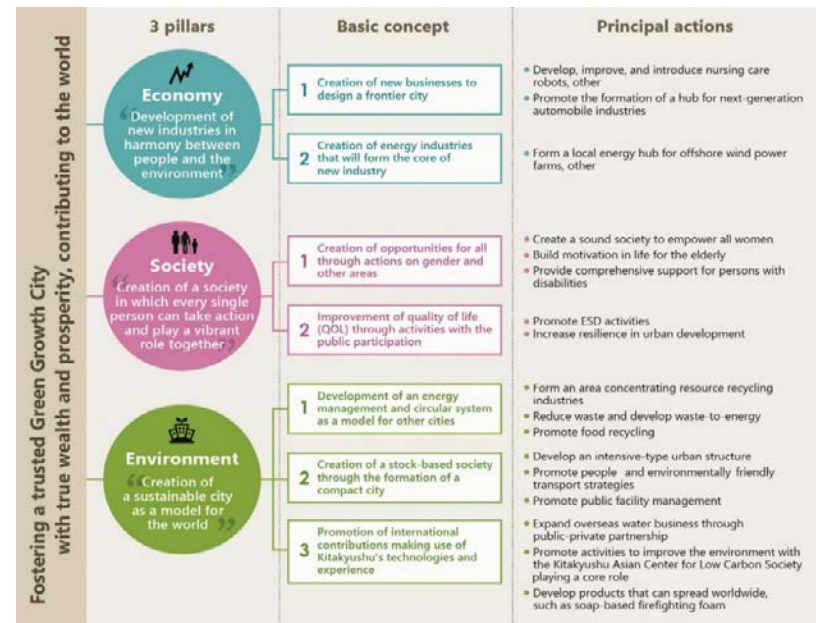 Fostering a trusted Green Growth City
with true wealth and prosperity, contributing to the world
3 pillars
Basic concept
Principal actions
Economy
“Development of
new industries in
harmony between
people and the
environment”
1 Creation of new businesses to
design a frontier city
• Develop, improve, and introduce nursing care
robots, other
• Promote the formation of a hub for next-generation
automobile industries
2 Creation of energy industries
that will form the core of
new industry
• Form a local energy hub for offshore wind power
farms, other
Society
“Creation of a society
in which every single
person can take action
and play a vibrant
role together”
1 Creation of opportunities for all
through actions on gender and
other areas
• Create a sound society to empower all women
• Build motivation in life for the elderly
• Provide comprehensive support for persons with
disabilities
2 Improvement of quality of life
(QOL) through activities with the
public participation
• Promote ESD activities
• Increase resilience in urban development
Environment
“Creation of
a sustainable city
as a model for
the world”
1 Development of an energy
management and circular system
as a model for other cities
• Form an area concentrating resource recycling
industries
• Reduce waste and develop waste-to-energy
• Promote food recycling
2 Creation of a stock-based society
through the formation of a
compact city
• Develop an intensive-type urban structure
• Promote people and environmentally friendly
transport strategies
• Promote public facility management
3 Promotion of international
contributions making use of
Kitakyushu's technologies and
experience
• Expand overseas water business through
public-private partnership
• Promote activities to improve the environment with
the Kitakyushu Asian Center for Low Carbon Society
playing a core role
• Develop products that can spread worldwide,
such as soap-based firefighting foam